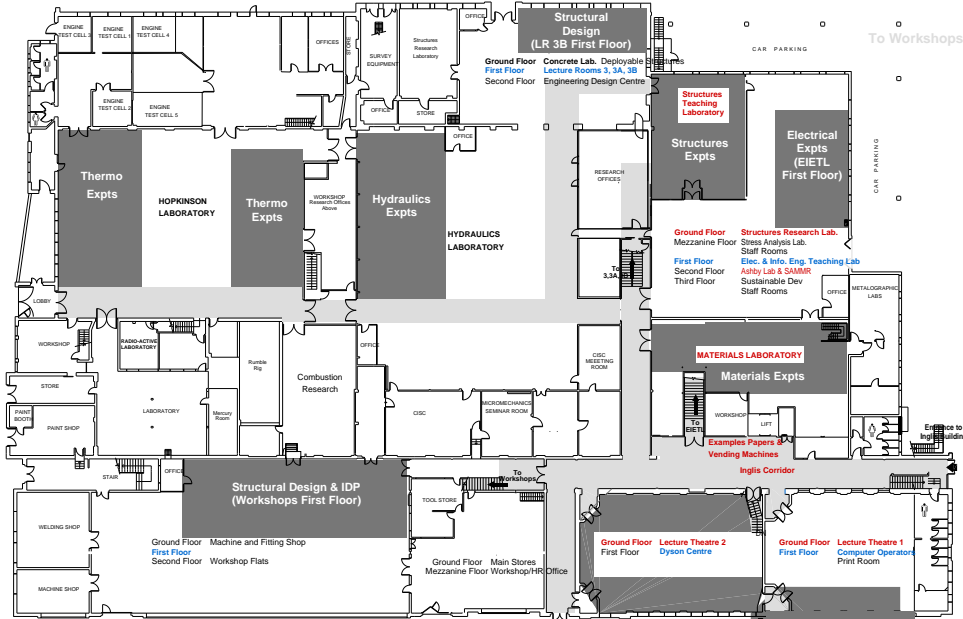 ENGINE
TEST CELL 3
ENGINE
TEST CELL 1
ENGINE
TEST CELL 4
OFFICES
STORE
SURVEY
EQUIPMENT
Structures
Research
Laboratory
OFFICE
Structural
Design
(LR 3B First Floor)
To Workshops
CAR PARKING
Ground Floor Concrete Lab. Deployable Structures
First Floor Lecture Rooms 3, 3A, 3B
Second Floor Engineering Design Centre
ENGINE
TEST CELL 2
ENGINE
TEST CELL 5
OFFICE
STORE
OFFICE
Structures
Teaching
Laboratory
Structures
Expts
Electrical
Expts
(EIETL
First Floor)
CAR PARKING
Thermo
Expts
HOPKINSON
LABORATORY
Thermo
Expts
WORKSHOP
Research Offices
Above
Hydraulics
Expts
HYDRAULICS
LABORATORY
RESEARCH
OFFICES
To
3,3A,3B
Ground Floor Structures Research Lab.
Mezzanine Floor Stress Analysis Lab.
Staff Rooms
First Floor Elec. & Info. Eng. Teaching Lab
Second Floor Ashby Lab & SAMMR
Third Floor Sustainable Dev
Staff Rooms
OFFICE
METALOGRAPHIC
LABS
LOBBY
WORKSHOP
RADIO-ACTIVE
LABORATORY
Rumble
Rig
Combustion
Research
OFFICE
CISC
MEEETING
ROOM
MATERIALS LABORATORY
Materials Expts
STORE
PAINT
BOOTH
PAINT SHOP
LABORATORY
Mercury
Room
CISC
MICROMECHANICS
SEMINAR ROOM
To
EIETL
WORKSHOP
LIFT
Entrance to
Inglis Buildin
Examples Papers &
Vending Machines
Inglis Corridor
STAIR
OFFICE
Structural Design & IDP
(Workshops First Floor)
To
Workshops
TOOL STORE
UP
WELDING SHOP
Ground Floor Machine and Fitting Shop
First Floor
Second Floor Workshop Flats
Ground Floor Main Stores
Mezzanine Floor Workshop/HR Office
Ground Floor Lecture Theatre 2
First Floor Dyson Centre
Ground Floor Lecture Theatre 1
First Floor Computer Operators
Print Room
MACHINE SHOP